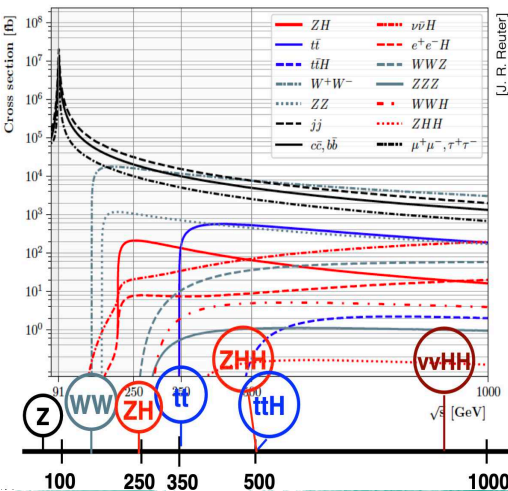 Cross section [fb]
10⁸
10⁷
10⁶
10⁵
10⁴
10³
10²
10¹
10⁰
ZH
tt̄
tt̄H
W⁺W⁻
ZZ
jj
cc̄, bb̄
νν̄H
e⁺e⁻H
WWZ
ZZZ
WWH
ZHH
μ⁺μ⁻, τ⁺τ⁻
[J. R. Reuter]
91
250
1000
√s [GeV]
Z
WW
ZH
tt
ZHH
ttH
vvHH
100
250
350
500
1000